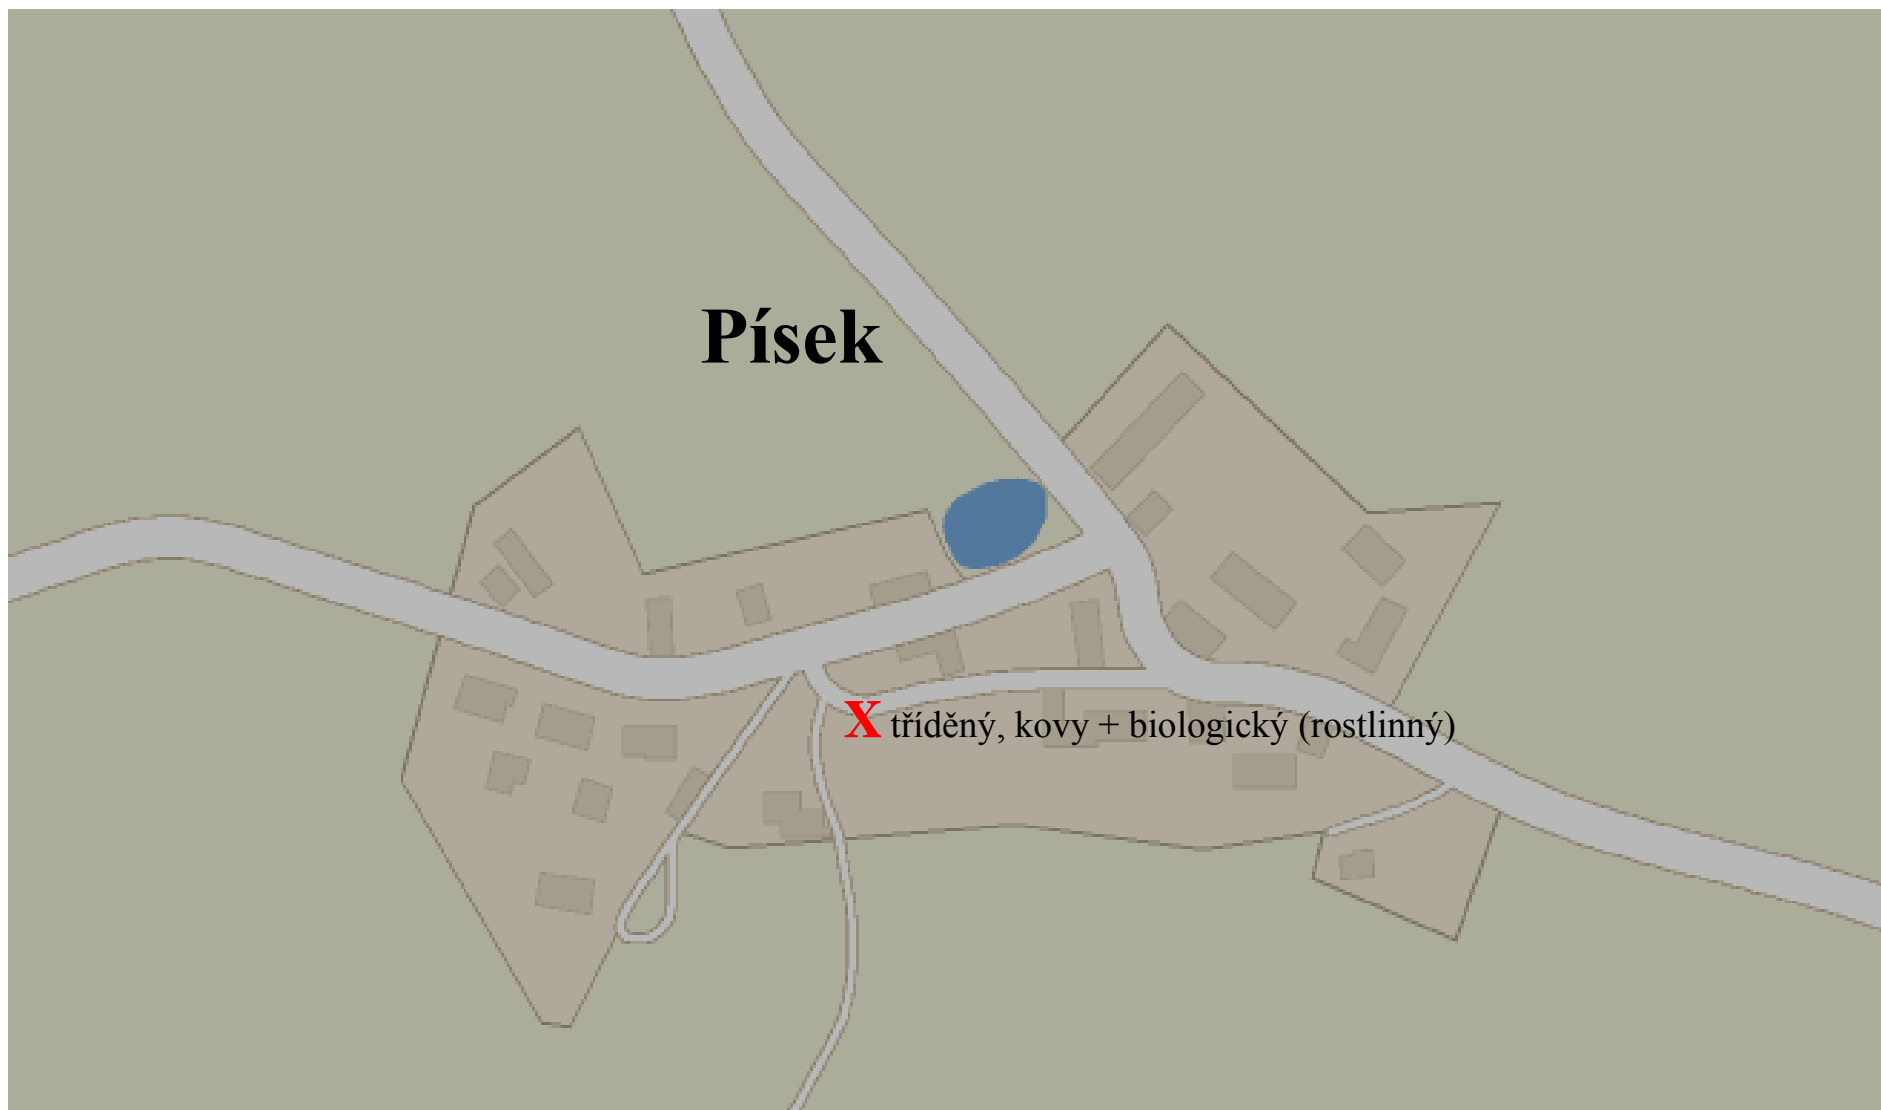 Písek
X tříděný, kovy + biologický (rostlinný)